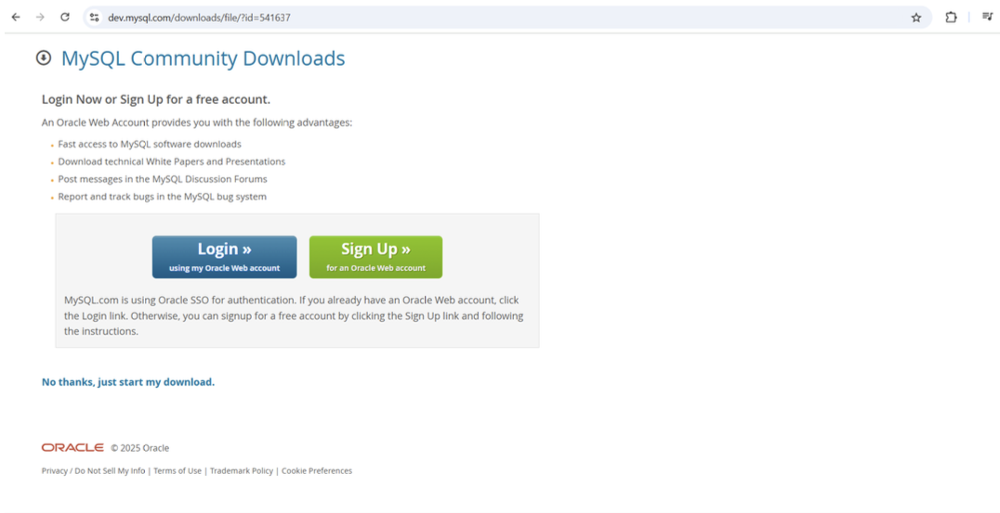 dev.mysql.com/downloads/file/?id=541637
MySQL Community Downloads
Login Now or Sign Up for a free account.
An Oracle Web Account provides you with the following advantages:
Fast access to MySQL software downloads
Download technical White Papers and Presentations
Post messages in the MySQL Discussion Forums
Report and track bugs in the MySQL bug system
Login »
using my Oracle Web account
Sign Up »
for an Oracle Web account
MySQL.com is using Oracle SSO for authentication. If you already have an Oracle Web account, click
the Login link. Otherwise, you can signup for a free account by clicking the Sign Up link and following
the instructions.
No thanks, just start my download.
ORACLE © 2025 Oracle
Privacy / Do Not Sell My Info | Terms of Use | Trademark Policy | Cookie Preferences